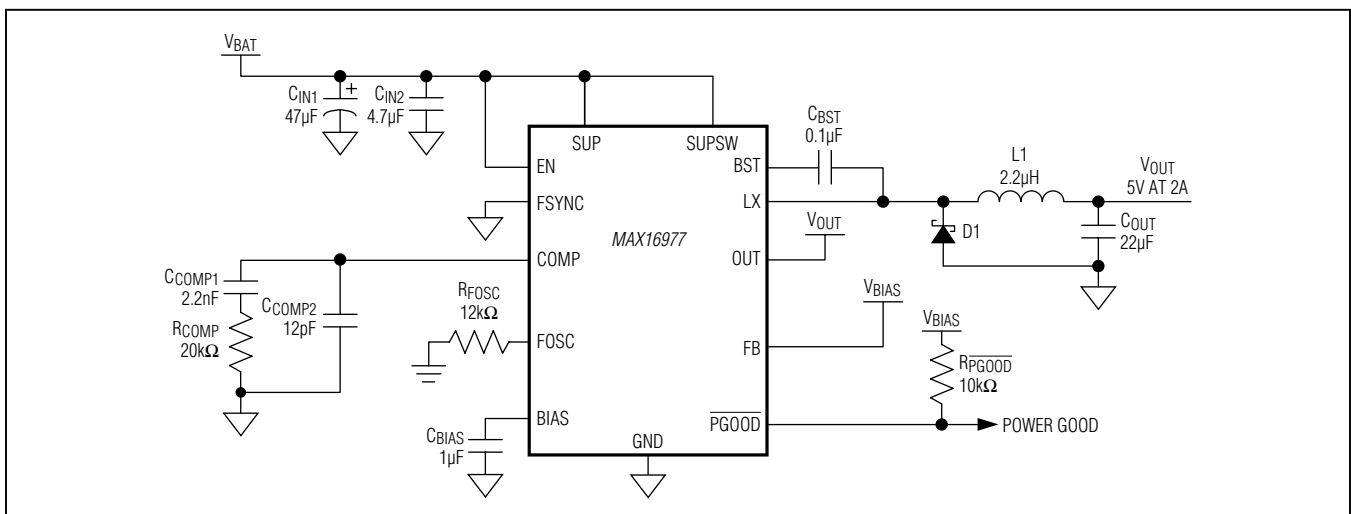 VBAT
CIN1
47µF
+
CIN2
4.7µF
SUP
SUPSW
EN
FSYNC
COMP
FOSC
BIAS
GND
MAX16977
BST
LX
OUT
FB
PGOOD
CBST
0.1µF
L1
2.2µH
VOUT
5V AT 2A
D1
COUT
22µF
VOUT
VBIAS
VBIAS
RPGOOD
10kΩ
POWER GOOD
CCOMP1
2.2nF
RCOMP
20kΩ
CCOMP2
12pF
RFOSC
12kΩ
CBIAS
1µF